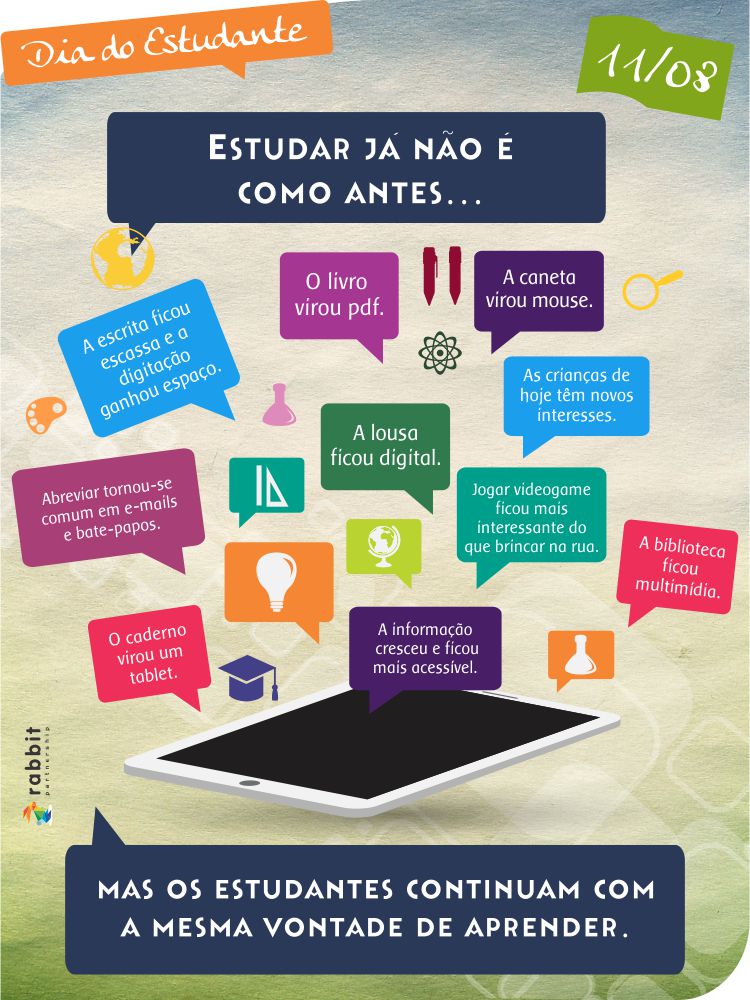 Dia do Estudante
11/08
ESTUDAR JÁ NÃO É
COMO ANTES...
O livro
virou pdf.
A caneta
virou mouse.
A escrita ficou
escassa e a
digitação
ganhou espaço.
As crianças de
hoje têm novos
interesses.
A lousa
ficou digital.
Abreviar tornou-se
comum em e-mails
e bate-papos.
Jogar videogame
ficou mais
interessante do
que brincar na rua.
A biblioteca
ficou
multimídia.
O caderno
virou um
tablet.
A informação
cresceu e ficou
mais acessível.
rabbit
partnership
MAS OS ESTUDANTES CONTINUAM COM
A MESMA VONTADE DE APRENDER.